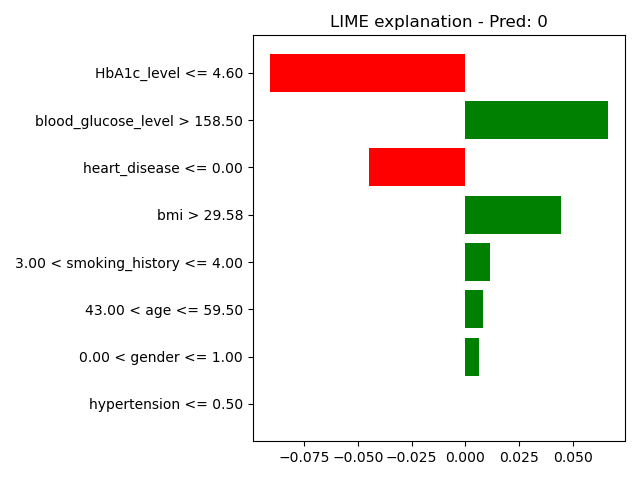 LIME explanation - Pred: 0
HbA1c_level <= 4.60
blood_glucose_level > 158.50
heart_disease <= 0.00
bmi > 29.58
3.00 < smoking_history <= 4.00
43.00 < age <= 59.50
0.00 < gender <= 1.00
hypertension <= 0.50
−0.075 −0.050 −0.025 0.000 0.025 0.050